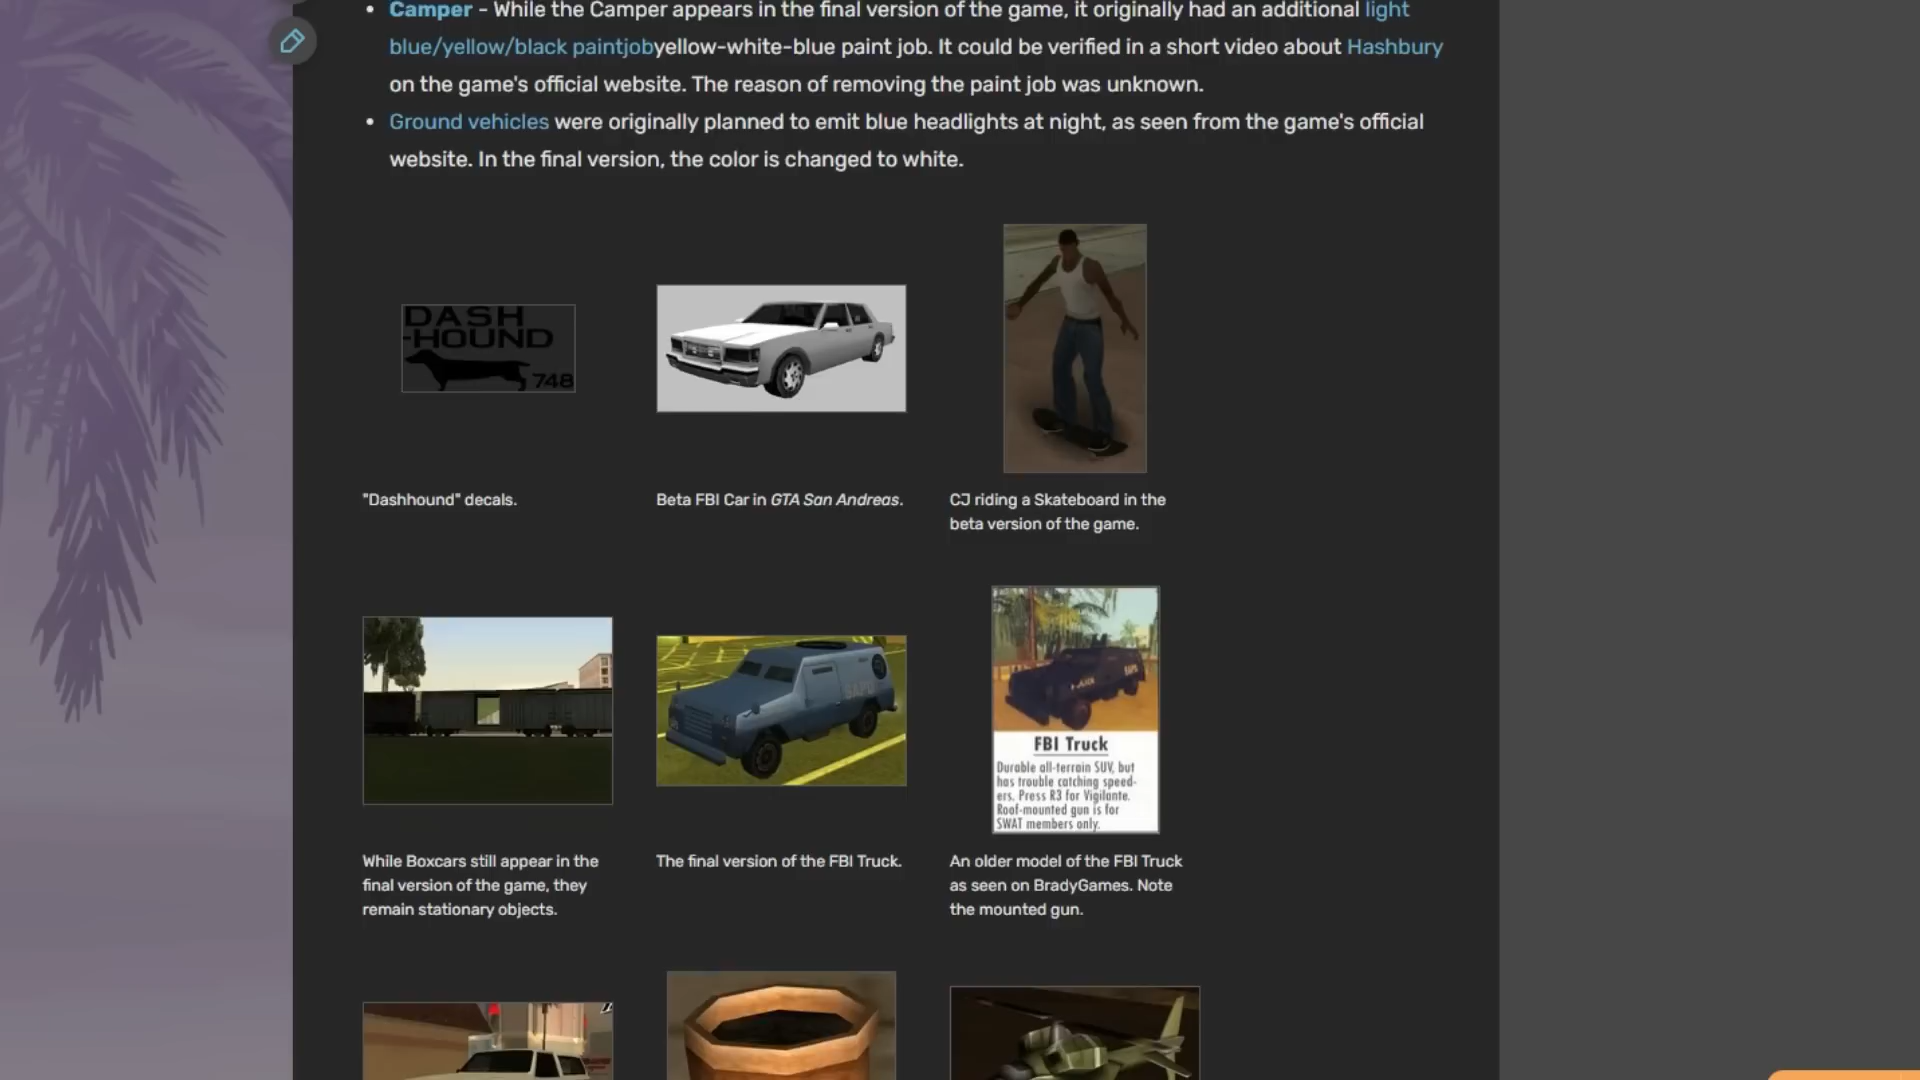 Camper - While the Camper appears in the final version of the game, it originally had an additional light
blue/yellow/black paintjobyellow-white-blue paint job. It could be verified in a short video about Hashbury
on the game's official website. The reason of removing the paint job was unknown.
Ground vehicles were originally planned to emit blue headlights at night, as seen from the game's official
website. In the final version, the color is changed to white.
DASH
-HOUND
748
"Dashhound" decals.
Beta FBI Car in GTA San Andreas.
CJ riding a Skateboard in the
beta version of the game.
SAPD
FBI Truck
Durable all-terrain SUV, but
has trouble catching speed-
ers. Press R3 for Vigilante.
Roof-mounted gun is for
SWAT members only.
While Boxcars still appear in the
final version of the game, they
remain stationary objects.
The final version of the FBI Truck.
An older model of the FBI Truck
as seen on BradyGames. Note
the mounted gun.